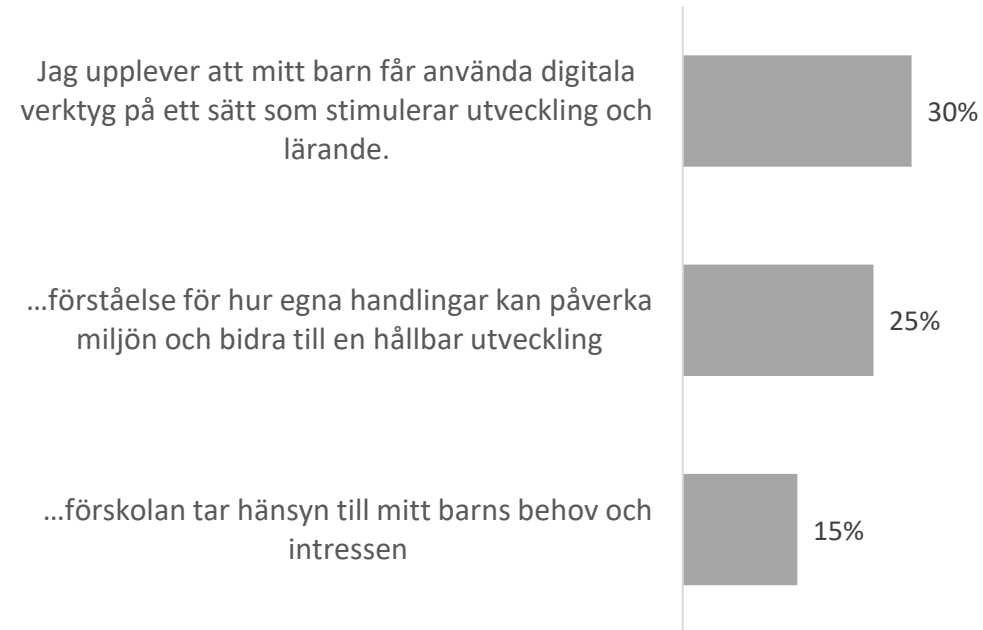 Jag upplever att mitt barn får använda digitala
verktyg på ett sätt som stimulerar utveckling och
lärande.
30%
...förståelse för hur egna handlingar kan påverka
miljön och bidra till en hållbar utveckling
25%
...förskolan tar hänsyn till mitt barns behov och
intressen
15%